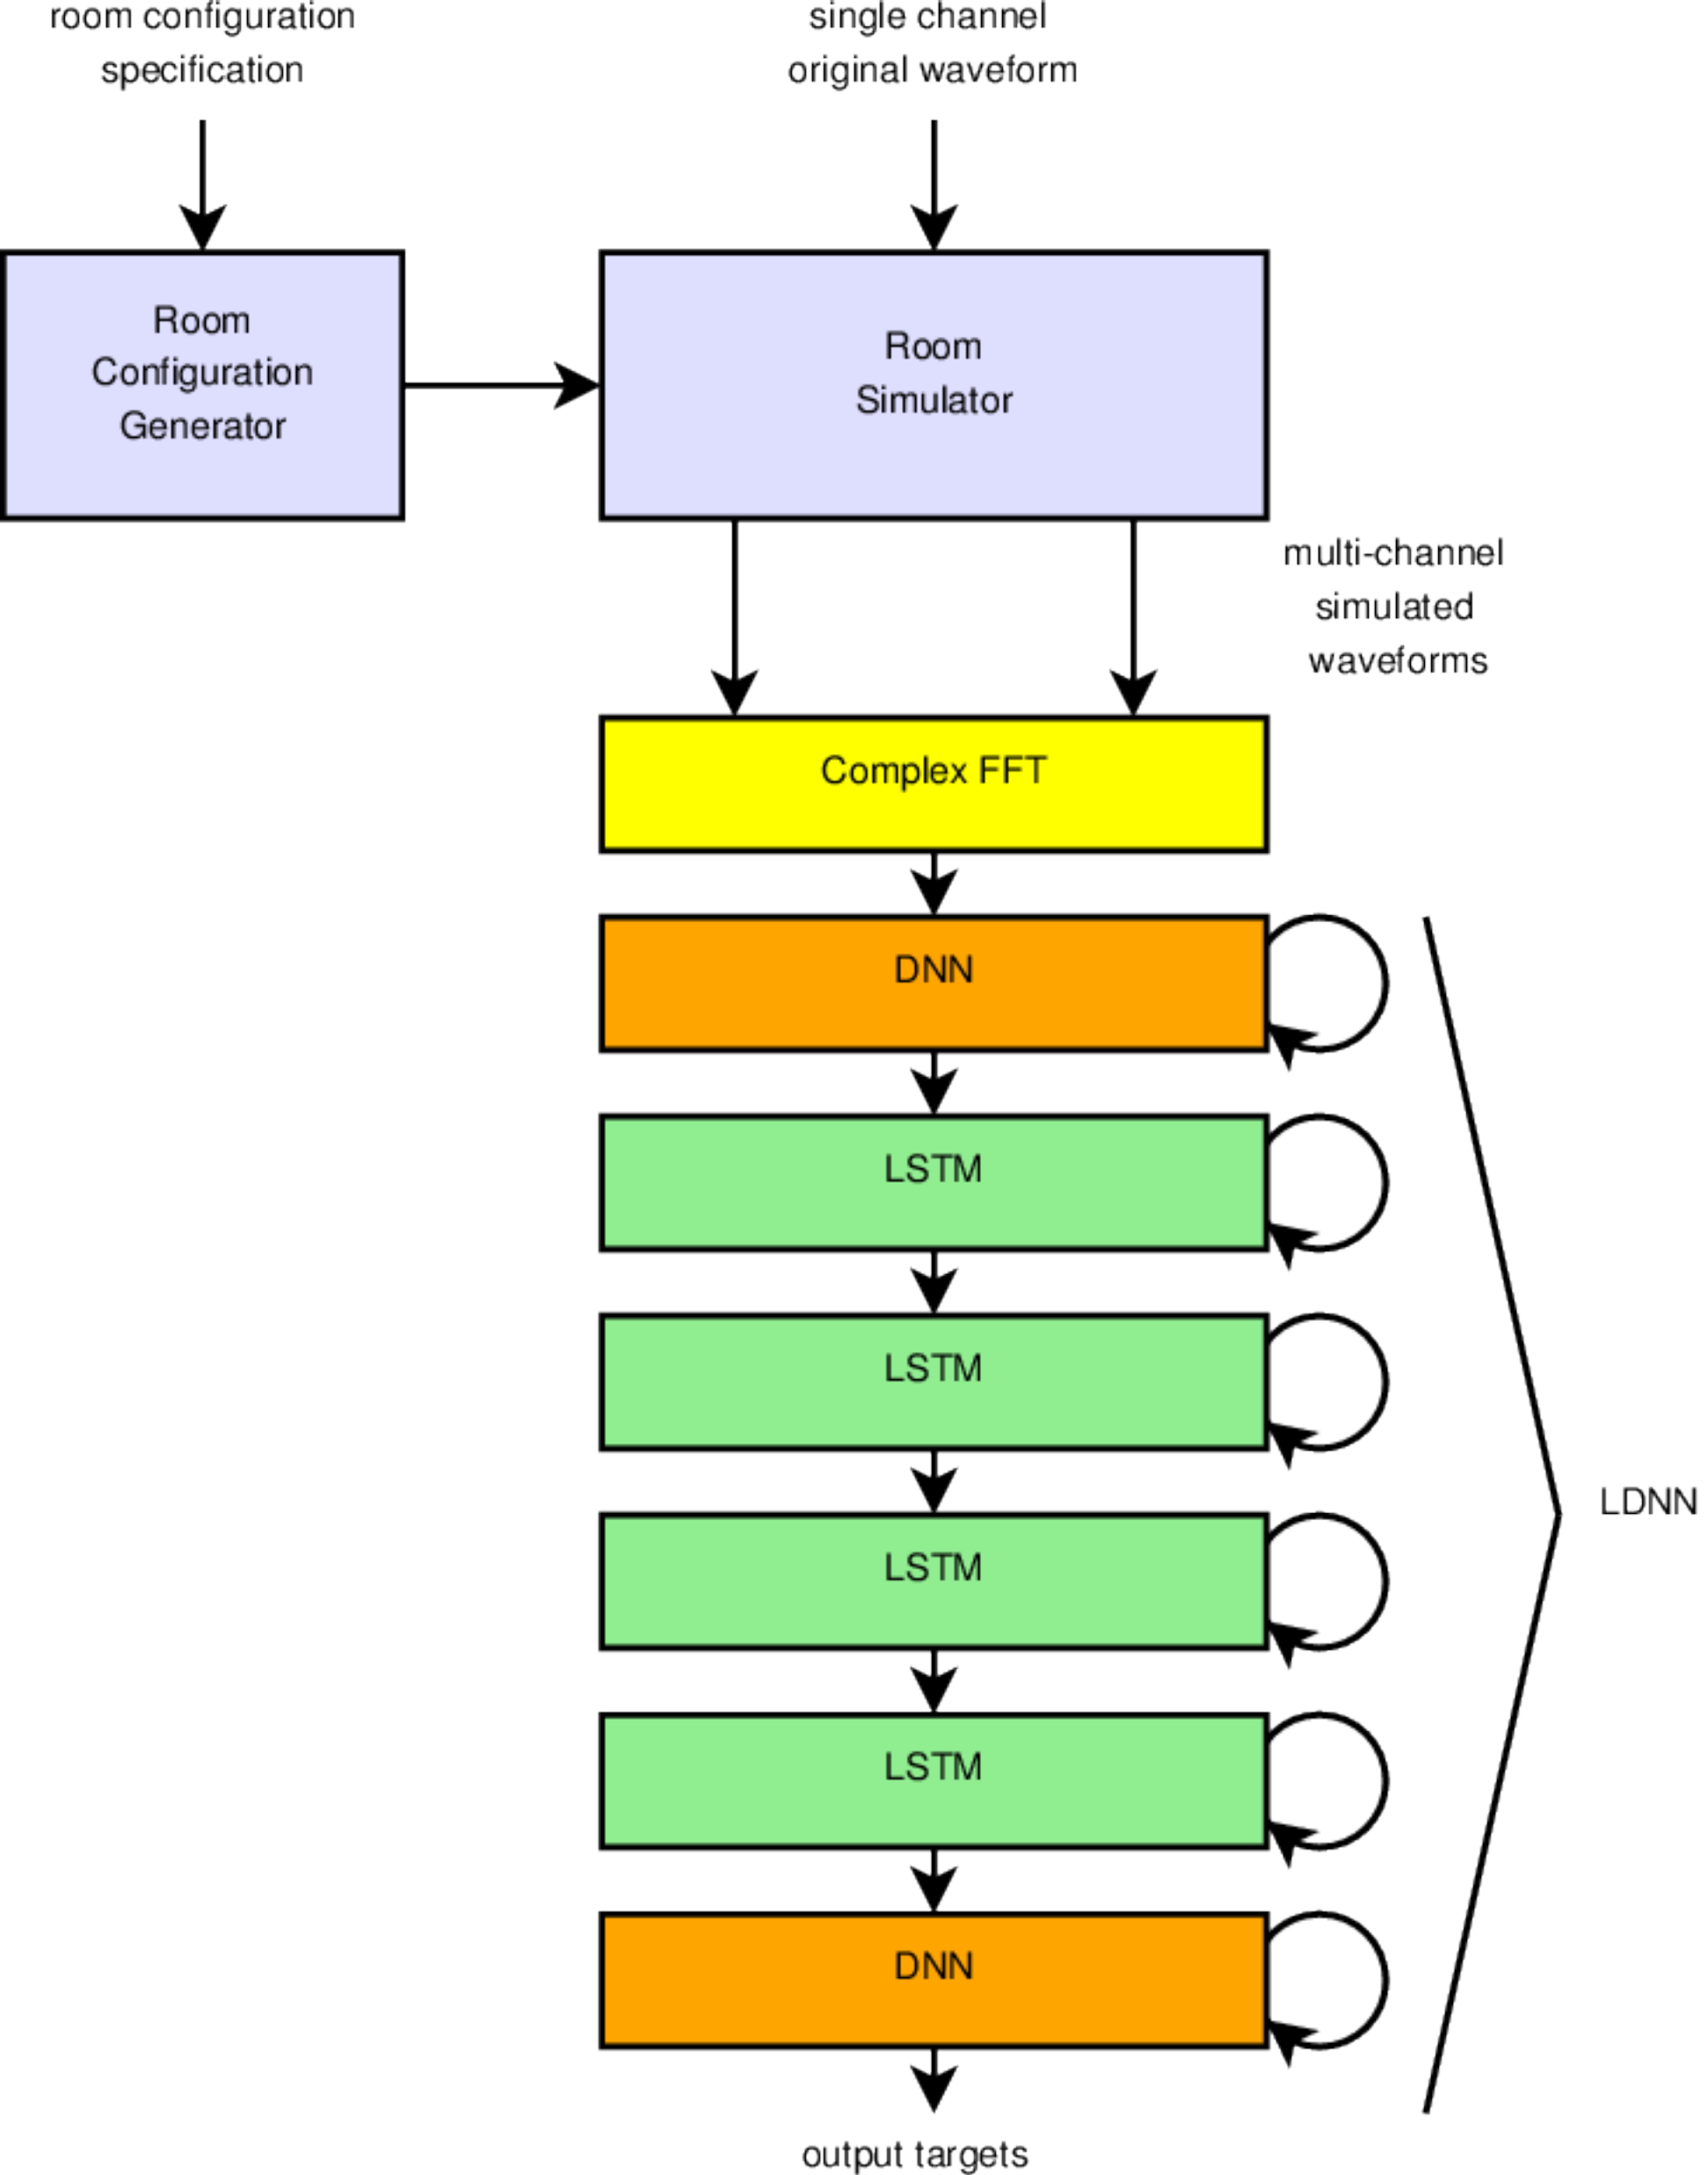 room configuration
specification
single channel
original waveform
Room
Configuration
Generator
Room
Simulator
multi-channel
simulated
waveforms
Complex FFT
DNN
LSTM
LSTM
LSTM
LSTM
DNN
LDNN
output targets